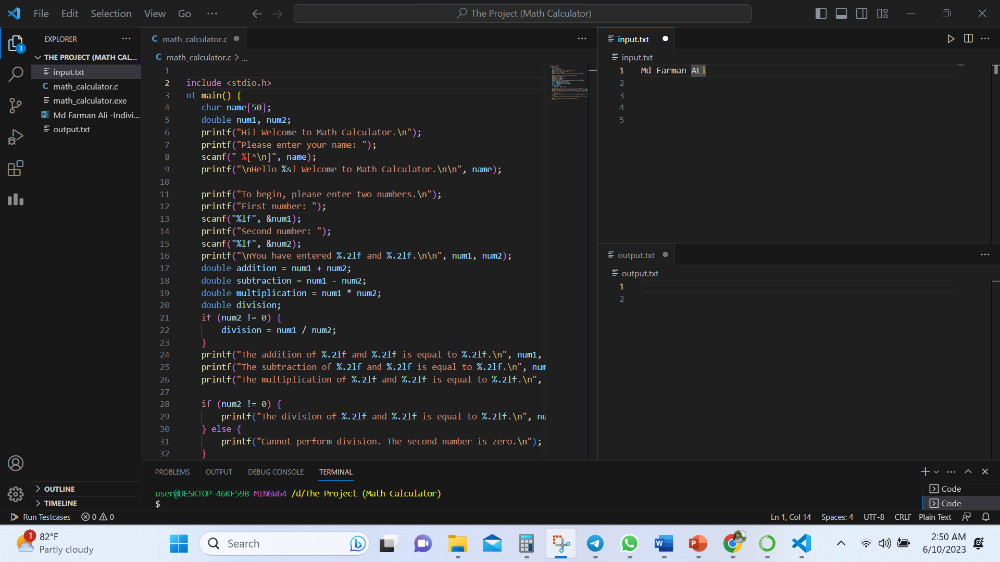 File Edit Selection View Go ··· The Project (Math Calculator)
EXPLORER ···
3
THE PROJECT (MATH CAL...
input.txt
math_calculator.c
math_calculator.exe
Md Farman Ali -Indivi...
output.txt
OUTLINE
TIMELINE
math_calculator.c ···
math_calculator.c > ...
1
2 include <stdio.h>
3 nt main() {
4 char name[50];
5 double num1, num2;
6 printf("Hi! Welcome to Math Calculator.\n");
7 printf("Please enter your name: ");
8 scanf(" %[^\n]", name);
9 printf("\nHello %s! Welcome to Math Calculator.\n\n", name);
10
11 printf("To begin, please enter two numbers.\n");
12 printf("First number: ");
13 scanf("%lf", &num1);
14 printf("Second number: ");
15 scanf("%lf", &num2);
16 printf("\nYou have entered %.2lf and %.2lf.\n\n", num1, num2);
17 double addition = num1 + num2;
18 double subtraction = num1 - num2;
19 double multiplication = num1 * num2;
20 double division;
21 if (num2 != 0) {
22 division = num1 / num2;
23 }
24 printf("The addition of %.2lf and %.2lf is equal to %.2lf.\n", num1,
25 printf("The subtraction of %.2lf and %.2lf is equal to %.2lf.\n", num
26 printf("The multiplication of %.2lf and %.2lf is equal to %.2lf.\n",
27
28 if (num2 != 0) {
29 printf("The division of %.2lf and %.2lf is equal to %.2lf.\n", nu
30 } else {
31 printf("Cannot perform division. The second number is zero.\n");
32 }
input.txt ···
input.txt
1 Md Farman ALi
2
3
4
5
output.txt ···
output.txt
1
2
PROBLEMS OUTPUT DEBUG CONSOLE TERMINAL
user@DESKTOP-46KF59B MINGW64 /d/The Project (Math Calculator)
$
Code
Code
Run Testcases 0 0 Ln 1, Col 14 Spaces: 4 UTF-8 CRLF Plain Text
1 82°F
Partly cloudy
Search
W
P
2:50 AM
6/10/2023